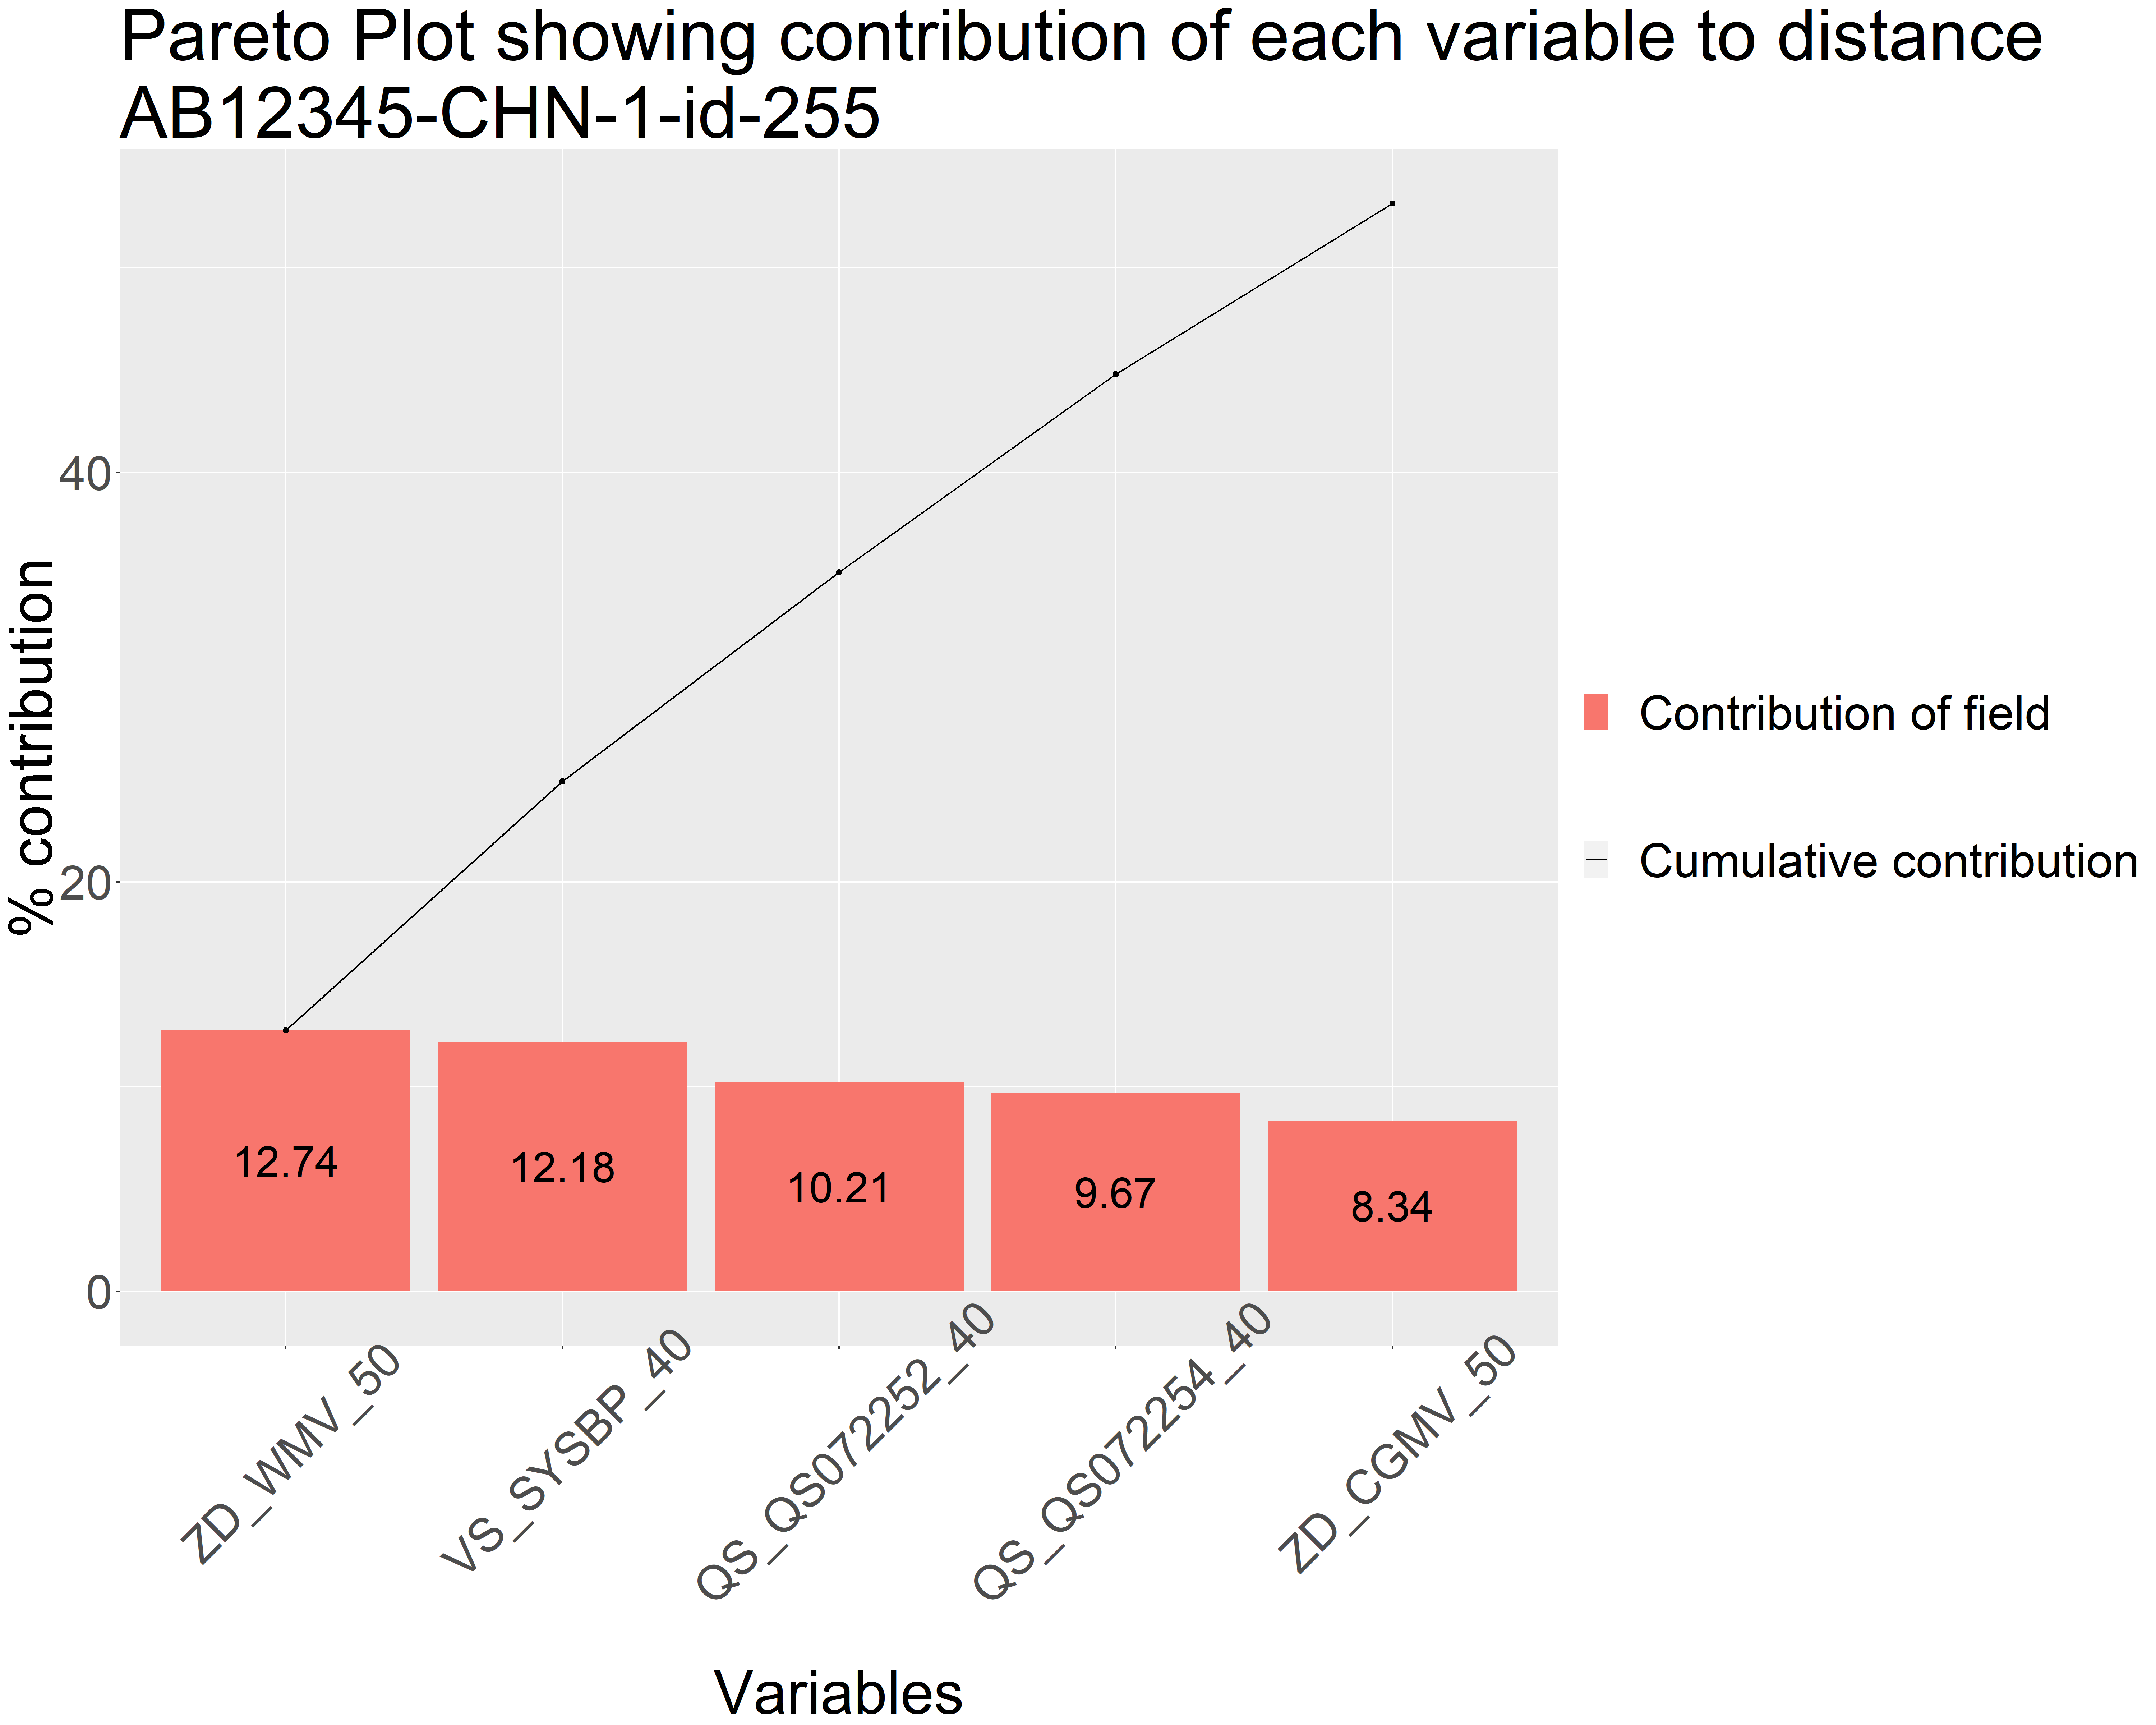 Pareto Plot showing contribution of each variable to distance
AB12345-CHN-1-id-255
% contribution
40
20
0
12.74
12.18
10.21
9.67
8.34
ZD_WMV_50
VS_SYSBP_40
QS_QS072252_40
QS_QS072254_40
ZD_CGMV_50
Variables
Contribution of field
Cumulative contribution